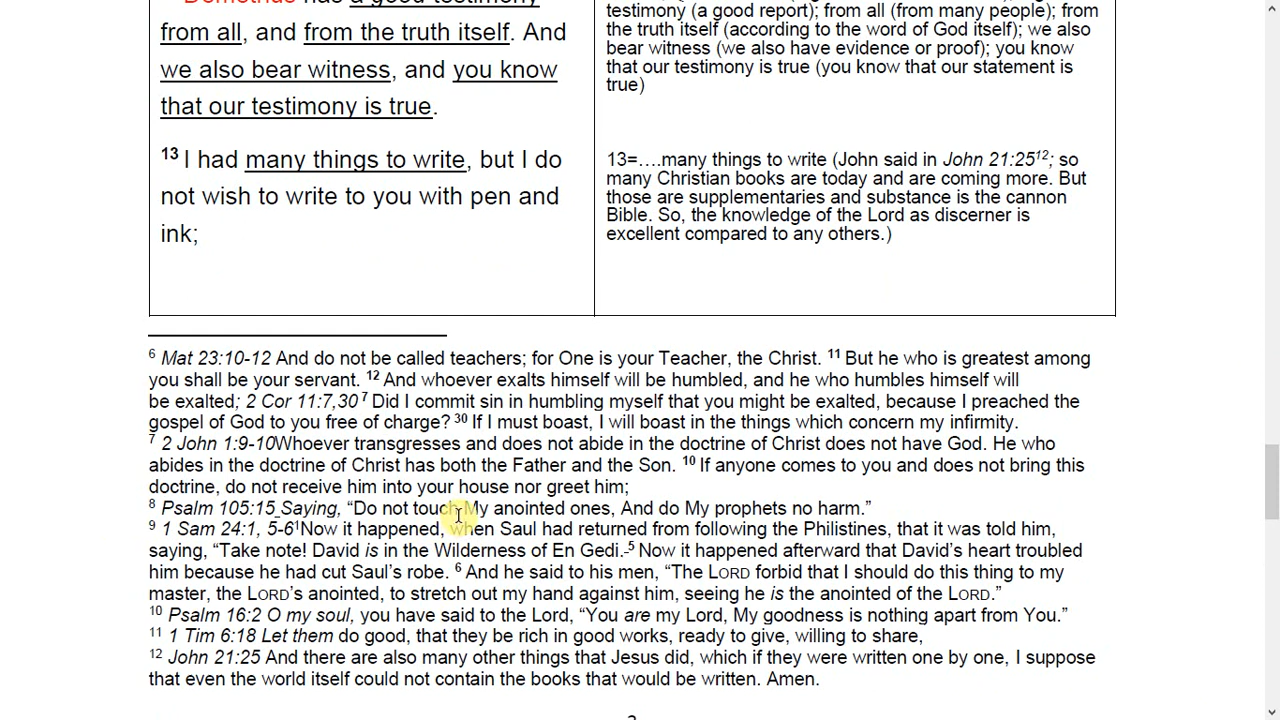 Demetrius has a good testimony
from all, and from the truth itself. And
we also bear witness, and you know
that our testimony is true.
13 I had many things to write, but I do
not wish to write to you with pen and
ink;
testimony (a good report); from all (from many people); from
the truth itself (according to the word of God itself); we also
bear witness (we also have evidence or proof); you know
that our testimony is true (you know that our statement is
true)
13=….many things to write (John said in John 21:2512; so
many Christian books are today and are coming more. But
those are supplementaries and substance is the cannon
Bible. So, the knowledge of the Lord as discerner is
excellent compared to any others.)
6 Mat 23:10-12 And do not be called teachers; for One is your Teacher, the Christ. 11 But he who is greatest among
you shall be your servant. 12 And whoever exalts himself will be humbled, and he who humbles himself will
be exalted; 2 Cor 11:7,30 7 Did I commit sin in humbling myself that you might be exalted, because I preached the
gospel of God to you free of charge? 30 If I must boast, I will boast in the things which concern my infirmity.
7 2 John 1:9-10Whoever transgresses and does not abide in the doctrine of Christ does not have God. He who
abides in the doctrine of Christ has both the Father and the Son. 10 If anyone comes to you and does not bring this
doctrine, do not receive him into your house nor greet him;
8 Psalm 105:15 Saying, “Do not touch My anointed ones, And do My prophets no harm.”
9 1 Sam 24:1, 5-6 1Now it happened, when Saul had returned from following the Philistines, that it was told him,
saying, “Take note! David is in the Wilderness of En Gedi. 5 Now it happened afterward that David’s heart troubled
him because he had cut Saul’s robe. 6 And he said to his men, “The LORD forbid that I should do this thing to my
master, the LORD’s anointed, to stretch out my hand against him, seeing he is the anointed of the LORD.”
10 Psalm 16:2 O my soul, you have said to the Lord, “You are my Lord, My goodness is nothing apart from You.”
11 1 Tim 6:18 Let them do good, that they be rich in good works, ready to give, willing to share,
12 John 21:25 And there are also many other things that Jesus did, which if they were written one by one, I suppose
that even the world itself could not contain the books that would be written. Amen.